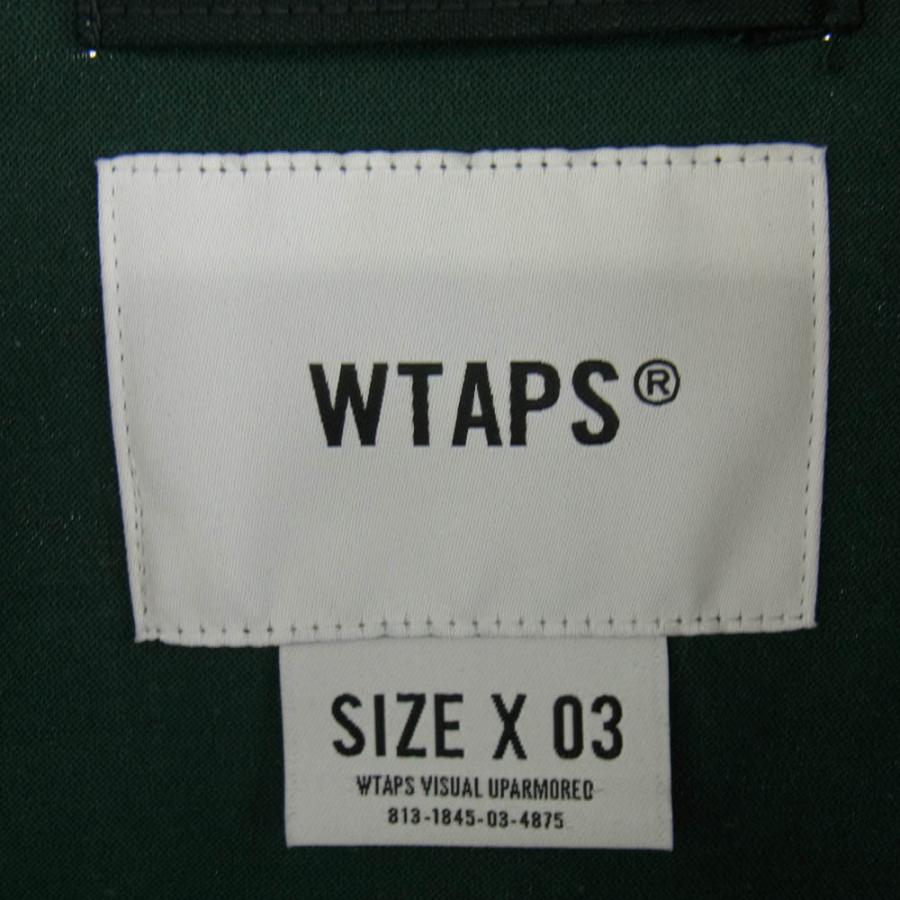 WTAPS®
SIZE X 03
WTAPS VISUAL UPARMORED
813-1845-03-4875